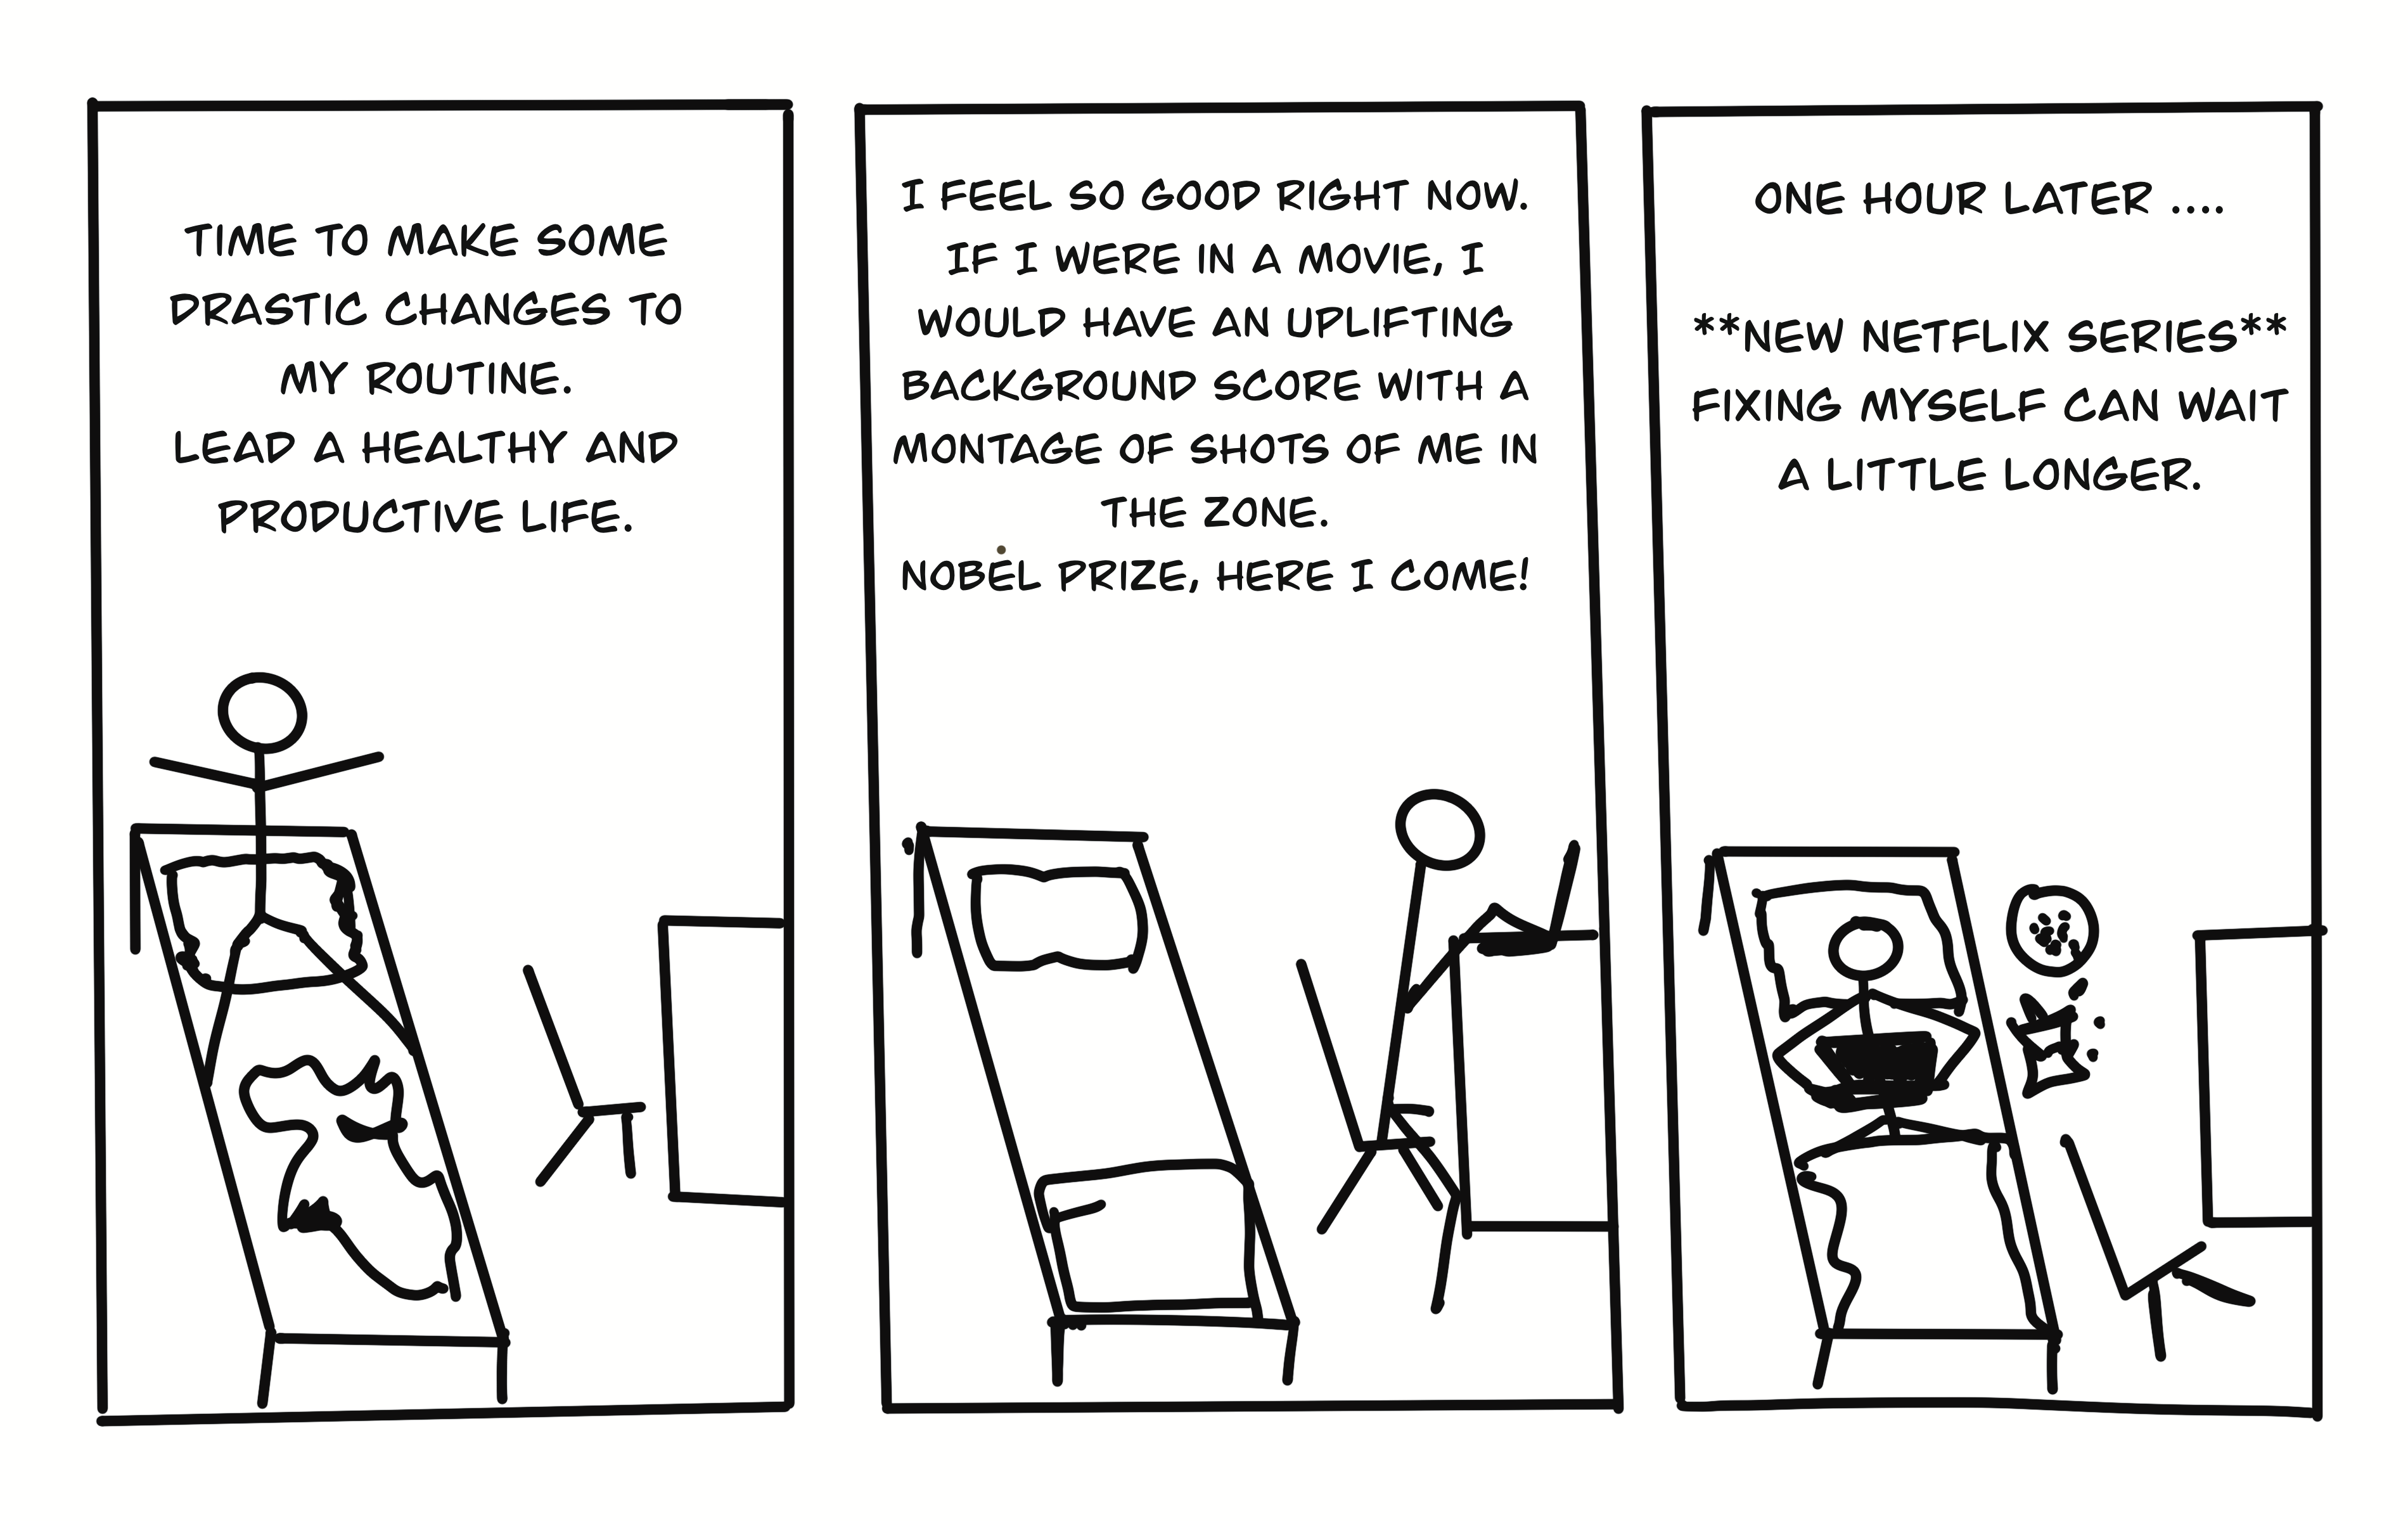 TIME TO MAKE SOME
DRASTIC CHANGES TO
MY ROUTINE.
LEAD A HEALTHY AND
PRODUCTIVE LIFE.
I FEEL SO GOOD RIGHT NOW.
IF I WERE IN A MOVIE, I
WOULD HAVE AN UPLIFTING
BACKGROUND SCORE WITH A
MONTAGE OF SHOTS OF ME IN
THE ZONE.
NOBEL PRIZE, HERE I COME!
ONE HOUR LATER ....
**NEW NETFLIX SERIES**
FIXING MYSELF CAN WAIT
A LITTLE LONGER.